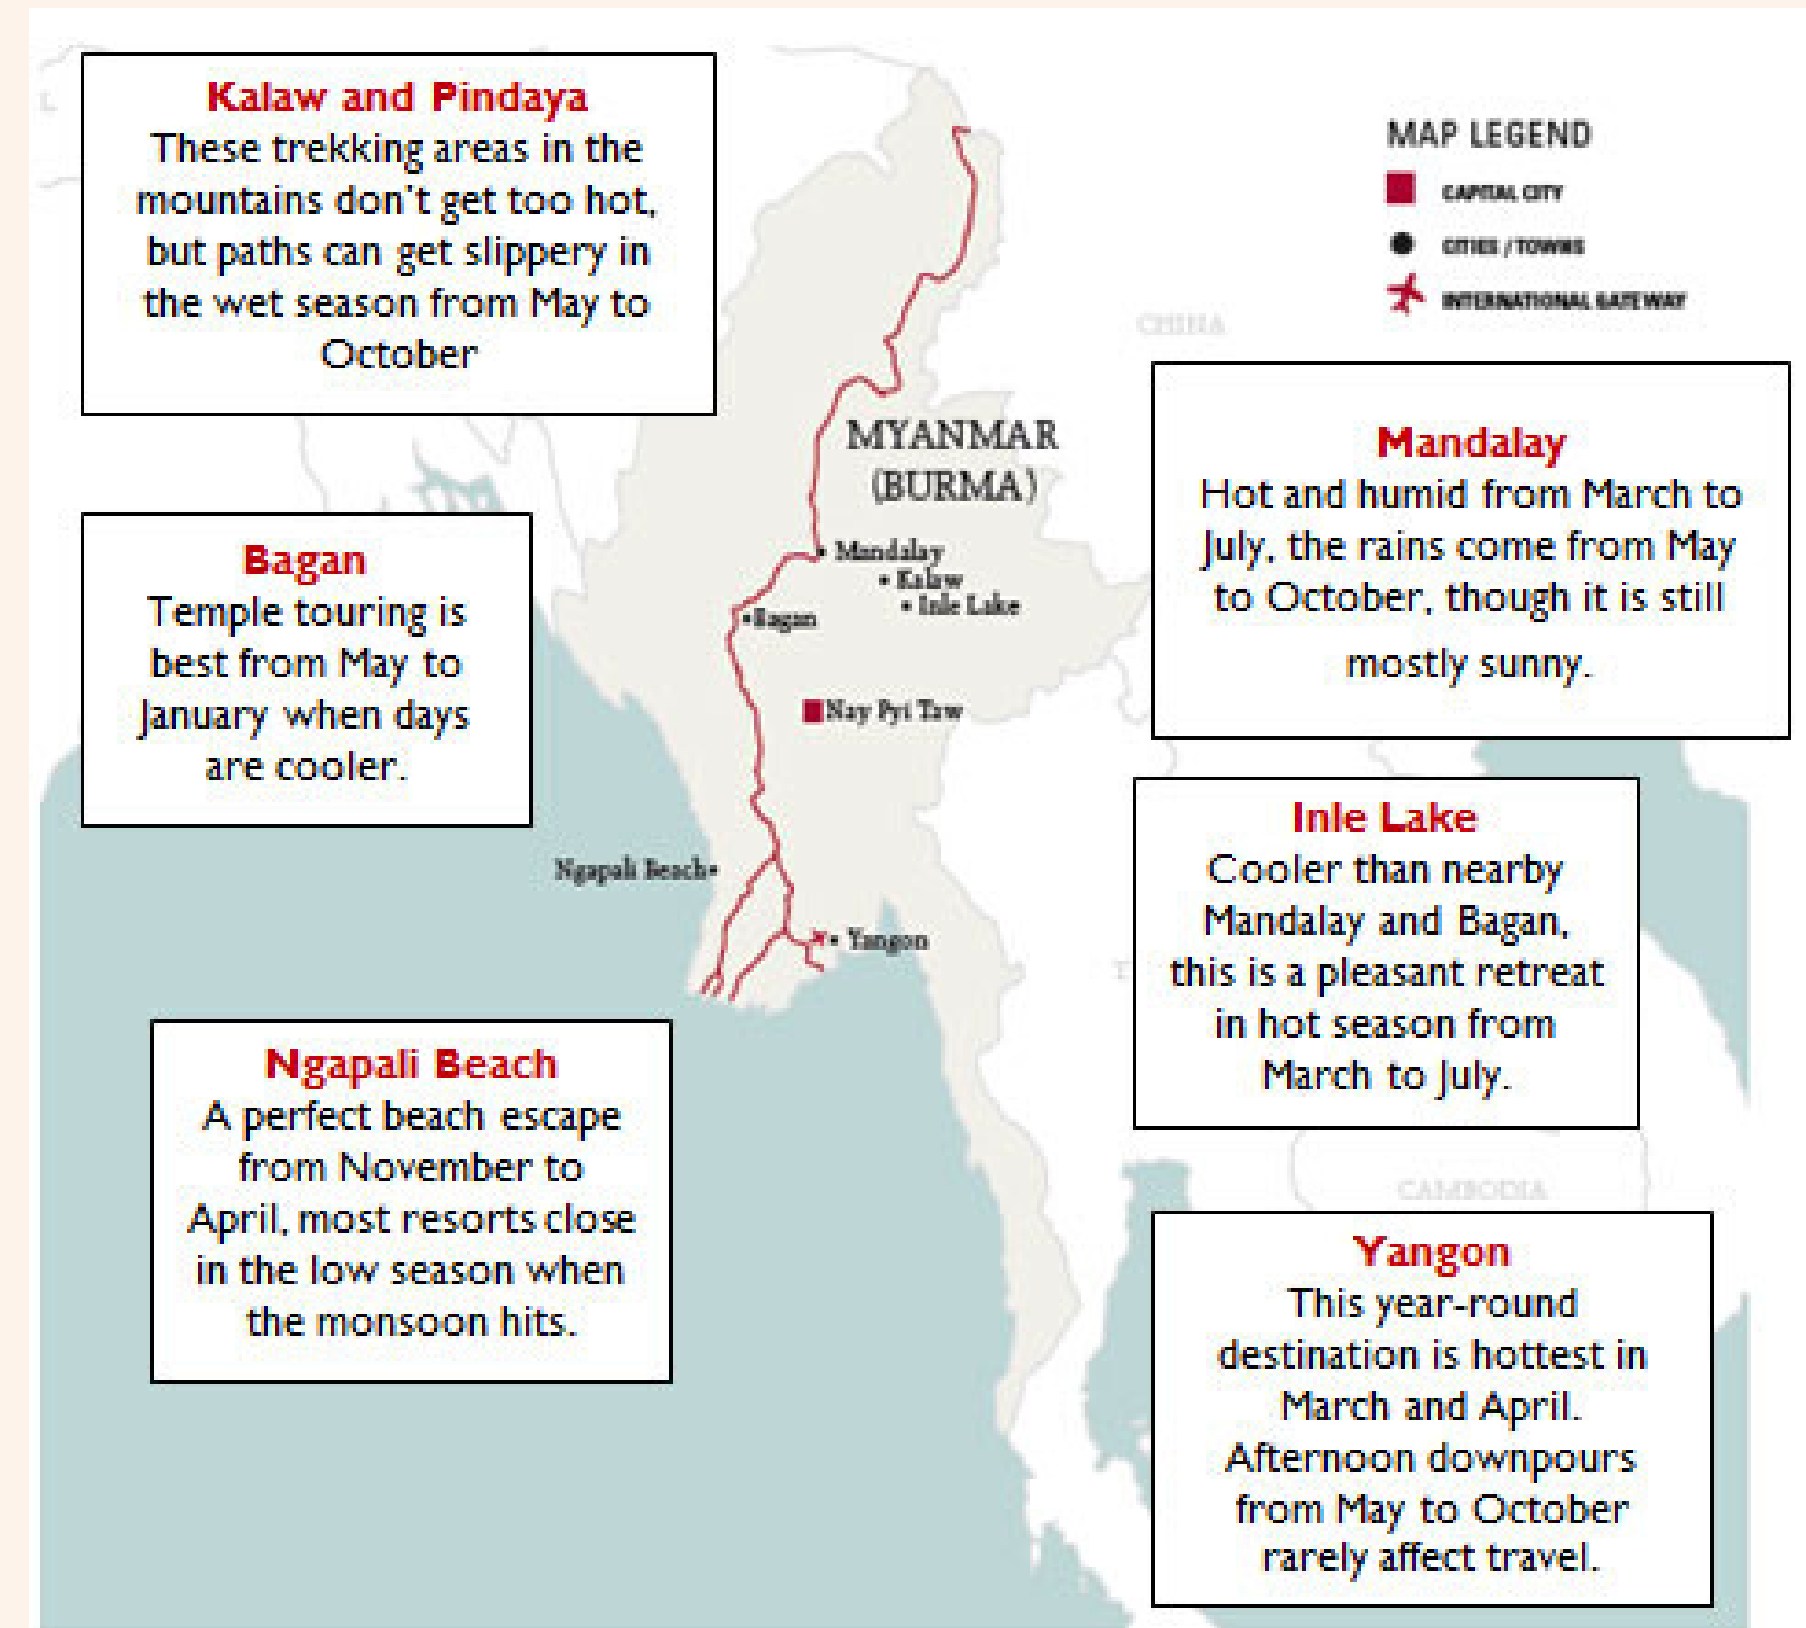 Kalaw and Pindaya
These trekking areas in the
mountains don't get too hot,
but paths can get slippery in
the wet season from May to
October
MAP LEGEND
CAPITAL CITY
CITIES / TOWNS
INTERNATIONAL GATEWAY
CHINA
MYANMAR
(BURMA)
Mandalay
Hot and humid from March to
July, the rains come from May
to October, though it is still
mostly sunny.
Bagan
Temple touring is
best from May to
January when days
are cooler.
Mandalay
Kalaw
Inle Lake
Bagan
Nay Pyi Taw
Ngapali Beach
Yangon
Inle Lake
Cooler than nearby
Mandalay and Bagan,
this is a pleasant retreat
in hot season from
March to July.
Ngapali Beach
A perfect beach escape
from November to
April, most resorts close
in the low season when
the monsoon hits.
CAMBODIA
Yangon
This year-round
destination is hottest in
March and April.
Afternoon downpours
from May to October
rarely affect travel.